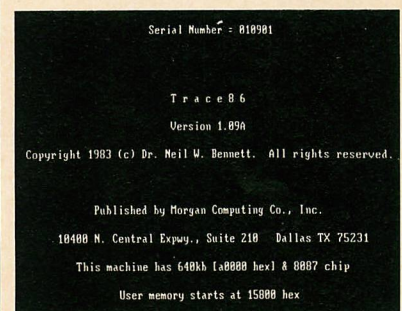 Serial Number = 010901
T r a c e 8 6
Version 1.09A
Copyright 1983 (c) Dr. Neil W. Bennett. All rights reserved.
Published by Morgan Computing Co., Inc.
10400 N. Central Expwy., Suite 210 Dallas TX 75231
This machine has 640kb [a0000 hex] & 8087 chip
User memory starts at 15800 hex